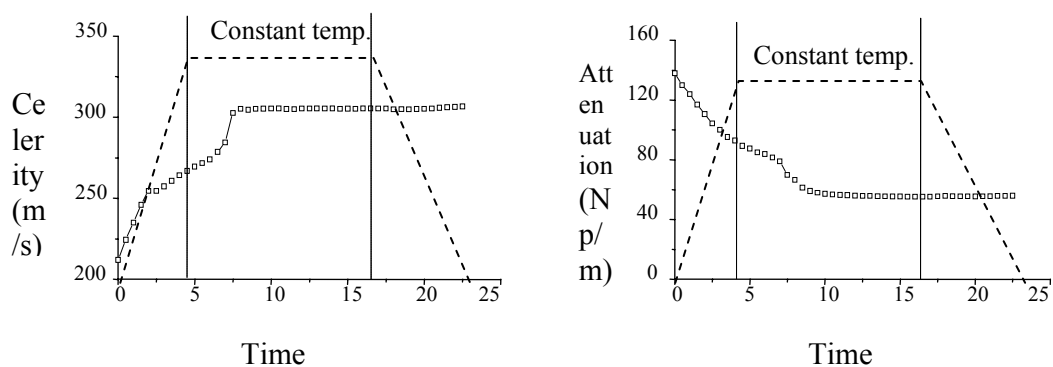 350
300
250
200
Ce
ler
ity
(m
/s)
Constant temp.
0 5 10 15 20 25
Time
160
120
80
40
0
Att
en
uat
ion
(N
p/
m)
Constant temp.
0 5 10 15 20 25
Time